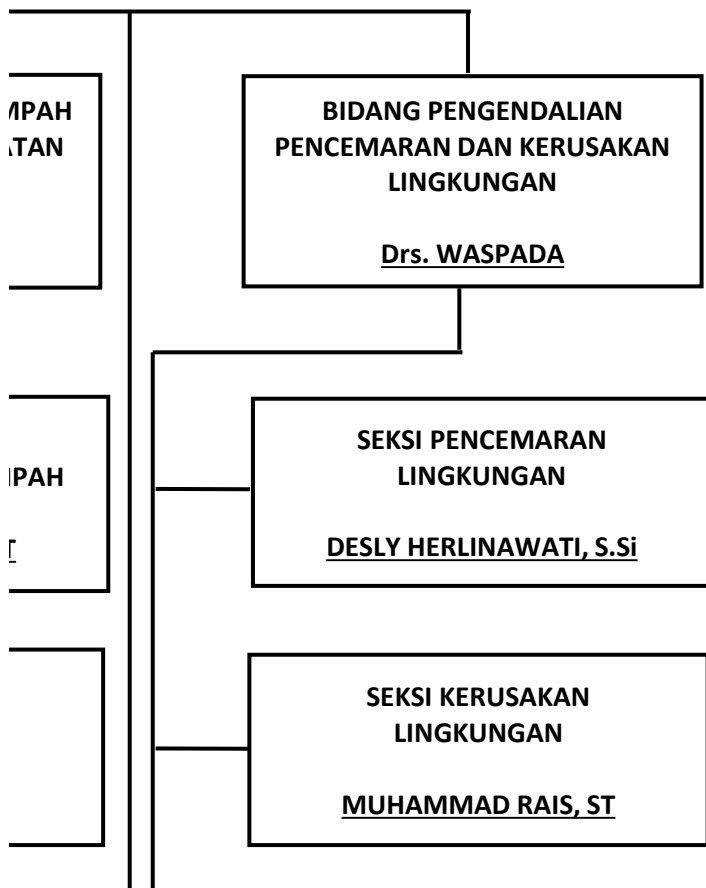 BIDANG PENGENDALIAN
PENCEMARAN DAN KERUSAKAN
LINGKUNGAN
Drs. WASPADA
SEKSI PENCEMARAN
LINGKUNGAN
DESLY HERLINAWATI, S.Si
SEKSI KERUSAKAN
LINGKUNGAN
MUHAMMAD RAIS, ST